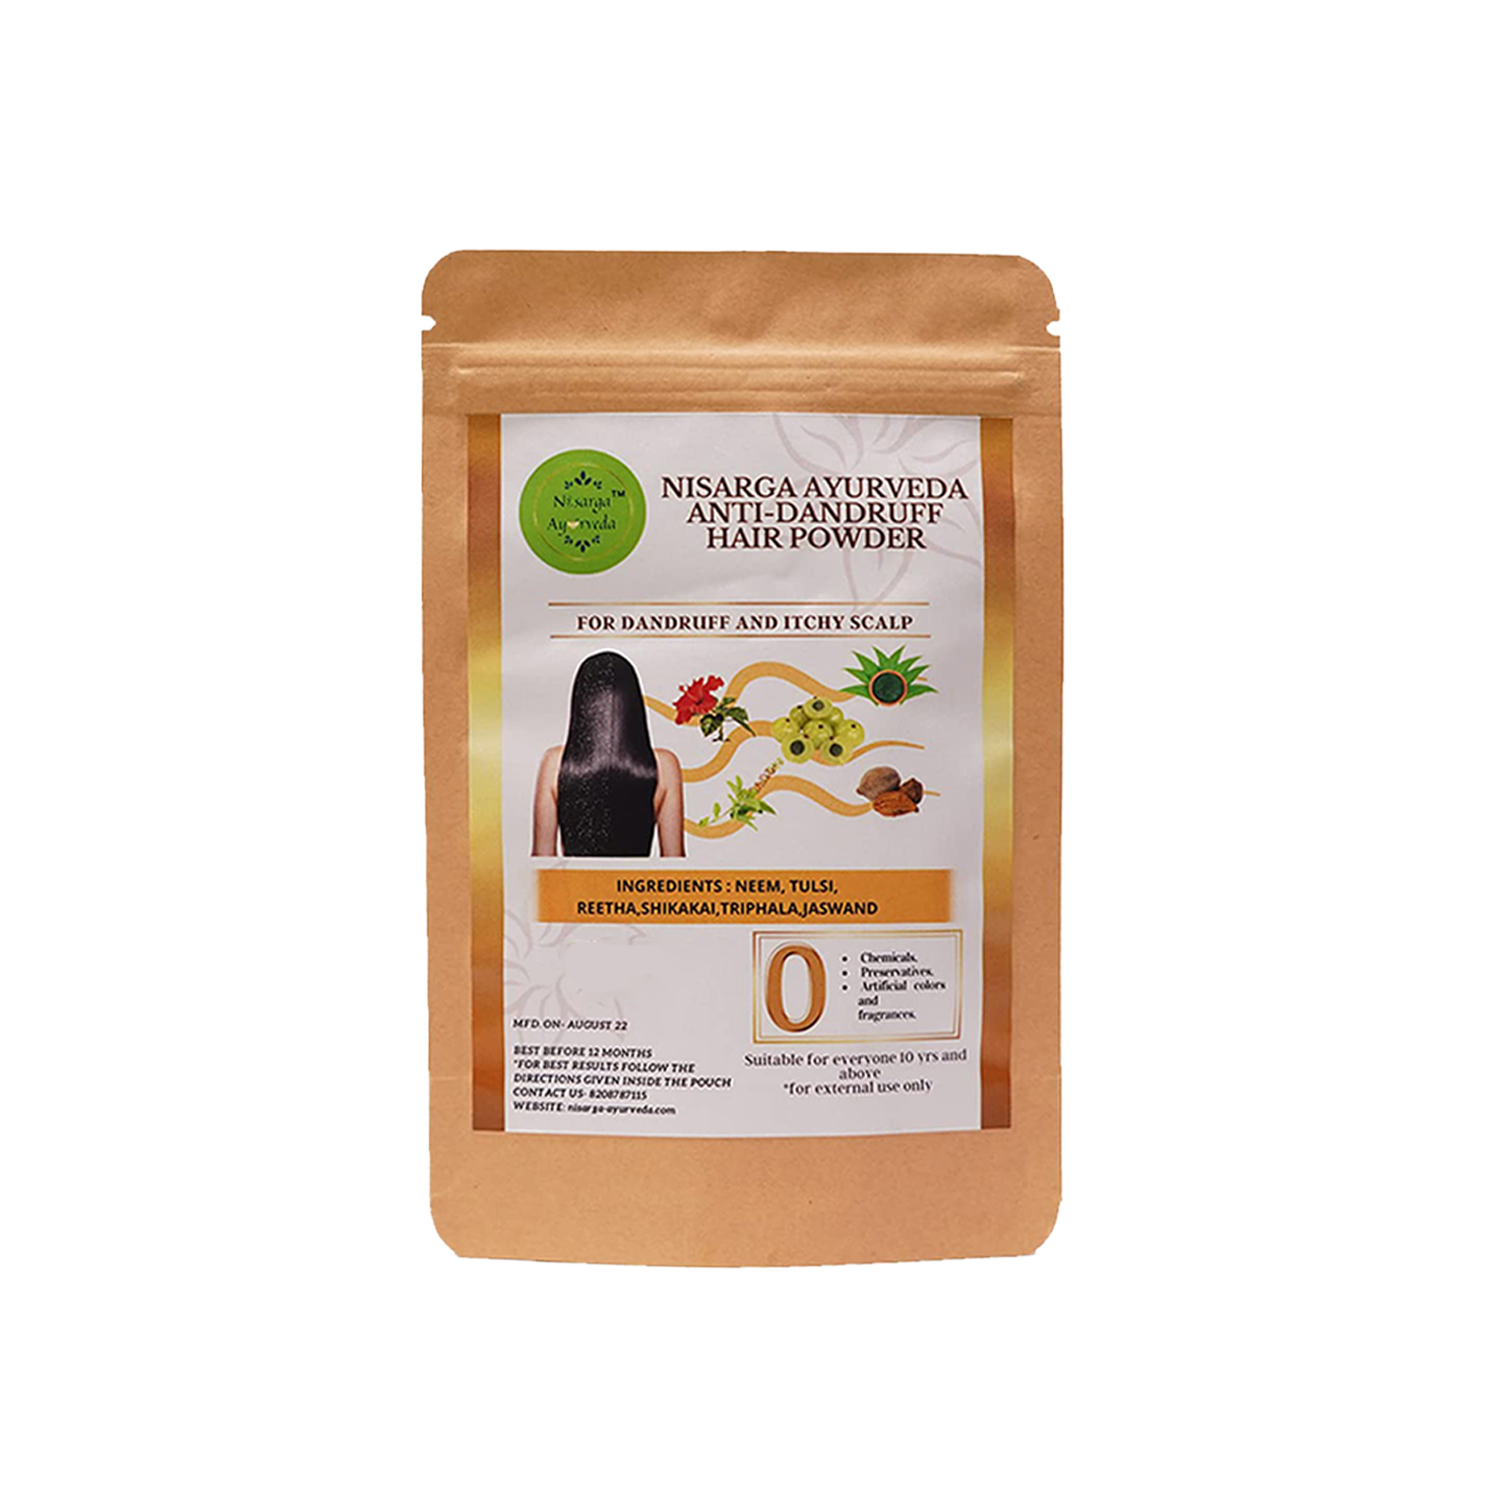 Nisarga™
Ayurveda
NISARGA AYURVEDA
ANTI-DANDRUFF
HAIR POWDER
FOR DANDRUFF AND ITCHY SCALP
INGREDIENTS : NEEM, TULSI,
REETHA,SHIKAKAI,TRIPHALA,JASWAND
0
• Chemicals.
• Preservatives.
• Artificial colors
and
fragrances.
MFD. ON- AUGUST 22
BEST BEFORE 12 MONTHS
*FOR BEST RESULTS FOLLOW THE
DIRECTIONS GIVEN INSIDE THE POUCH
CONTACT US- 8208787115
WEBSITE: nisarga-ayurveda.com
Suitable for everyone 10 yrs and
above
*for external use only